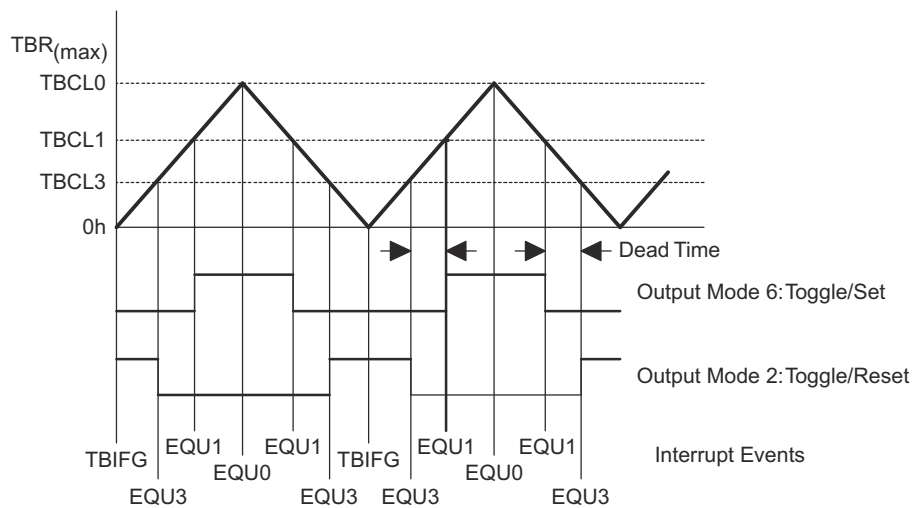 TBR(max)
TBCL0
TBCL1
TBCL3
0h
Dead Time
Output Mode 6:Toggle/Set
Output Mode 2:Toggle/Reset
TBIFG
EQU3
EQU1
EQU0
EQU1
EQU3
TBIFG
EQU3
EQU1
EQU0
EQU1
EQU3
Interrupt Events